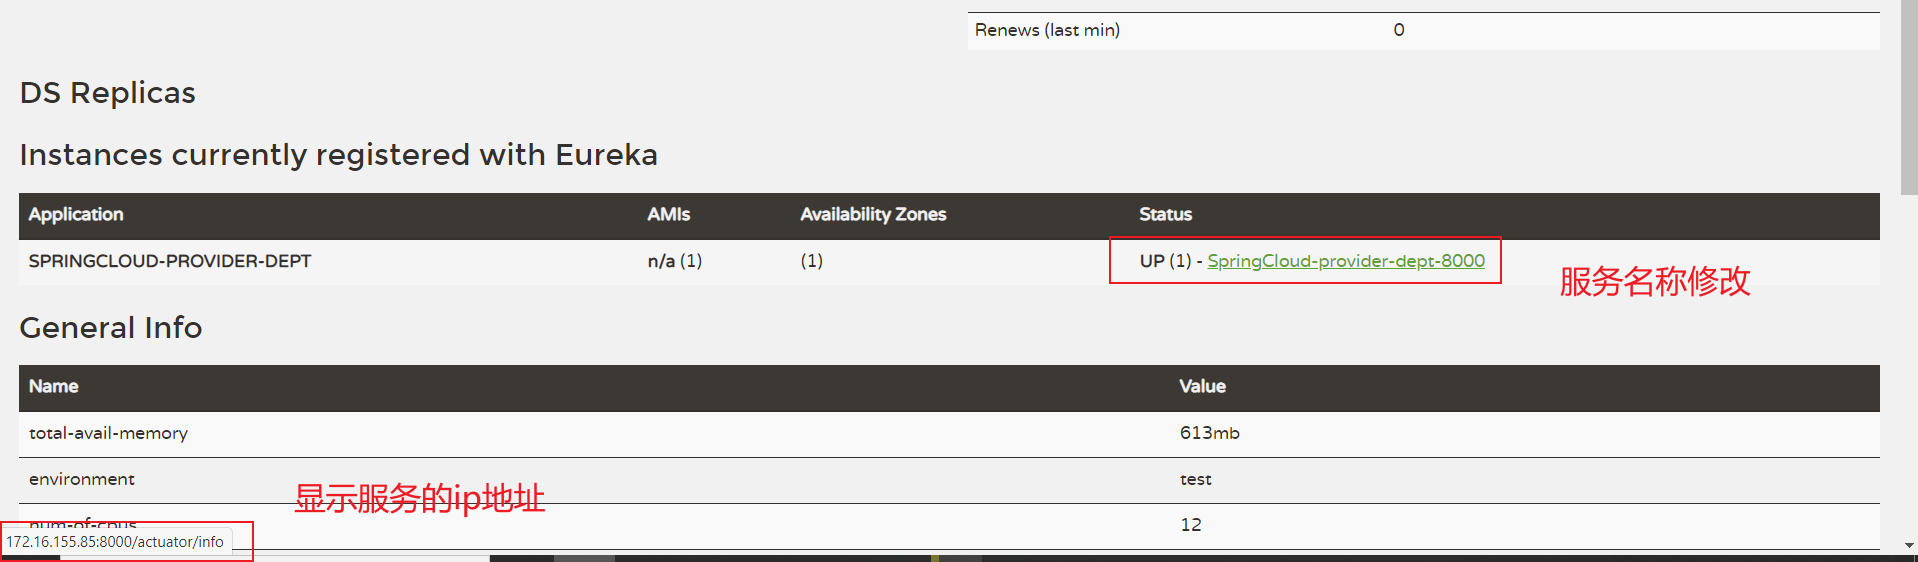 Renews (last min) 0
DS Replicas
Instances currently registered with Eureka
Application AMIs Availability Zones Status
SPRINGCLOUD-PROVIDER-DEPT n/a (1) (1) UP (1) - SpringCloud-provider-dept-8000
服务名称修改
General Info
Name Value
total-avail-memory 613mb
environment test
显示服务的ip地址
num-of-cpus 12
172.16.155.85:8000/actuator/info